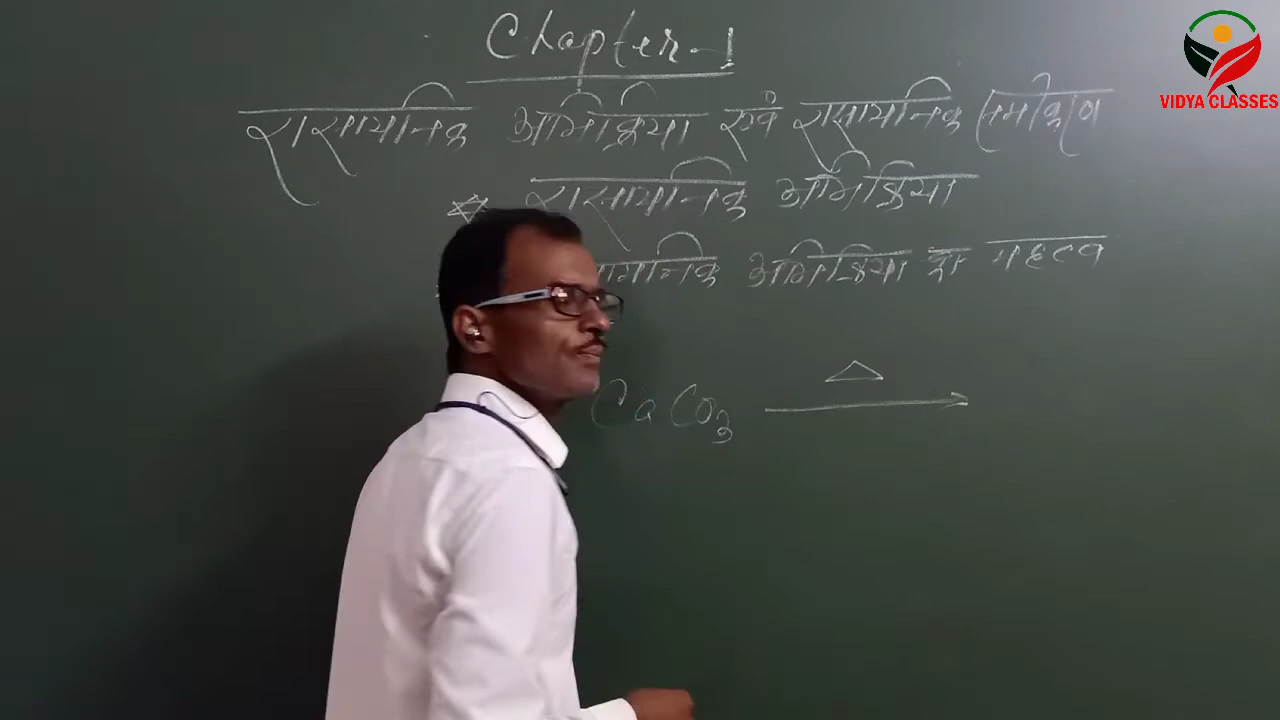 Chapter-1
VIDYA CLASSES
रासायनिक अभिक्रिया एवं रासायनिक समीकरण
रासायनिक अभिक्रिया
अभिक्रिया का महत्व
△
CaCO₃ →